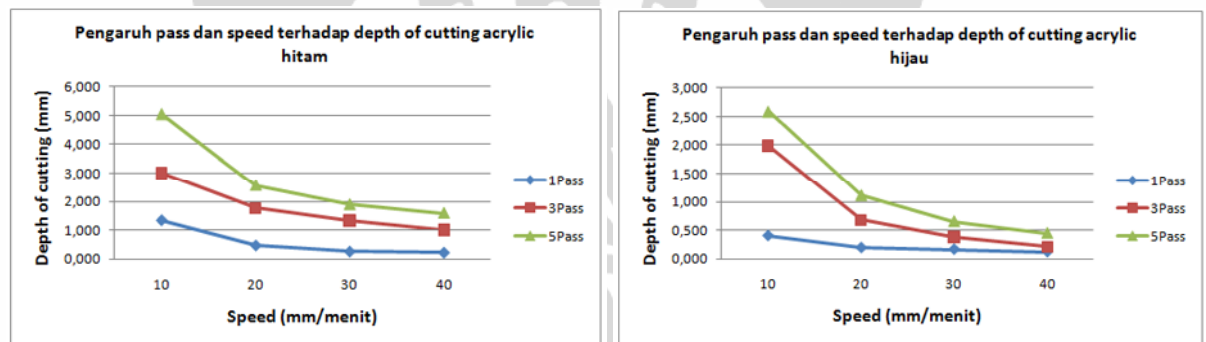 Pengaruh pass dan speed terhadap depth of cutting acrylic
hitam
Depth of cutting (mm)
6,000
5,000
4,000
3,000
2,000
1,000
0,000
10 20 30 40
Speed (mm/menit)
1Pass
3Pass
5Pass
Pengaruh pass dan speed terhadap depth of cutting acrylic
hijau
Depth of cutting (mm)
3,000
2,500
2,000
1,500
1,000
0,500
0,000
10 20 30 40
Speed (mm/menit)
1Pass
3Pass
5Pass